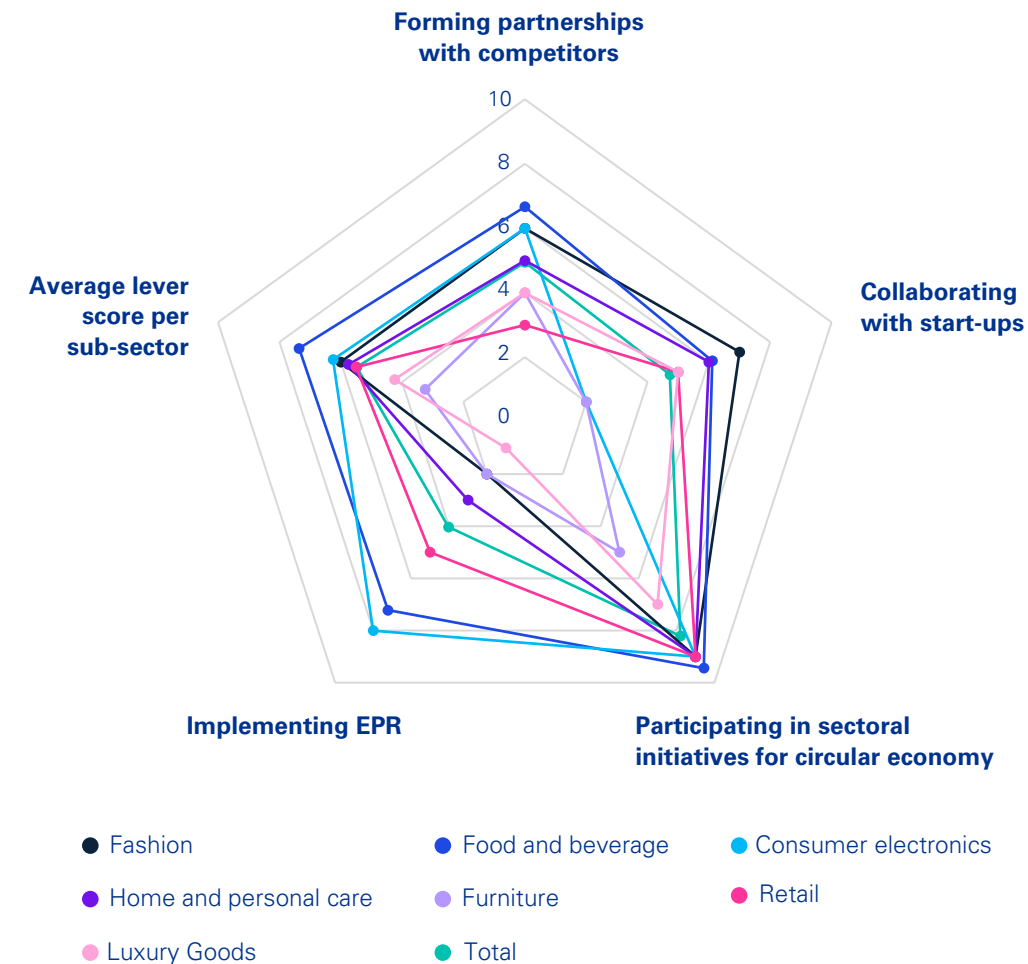 Forming partnerships
with competitors
10
8
6
4
2
0
Average lever
score per
sub-sector
Collaborating
with start-ups
Implementing EPR
Participating in sectoral
initiatives for circular economy
Fashion
Food and beverage
Consumer electronics
Home and personal care
Furniture
Retail
Luxury Goods
Total